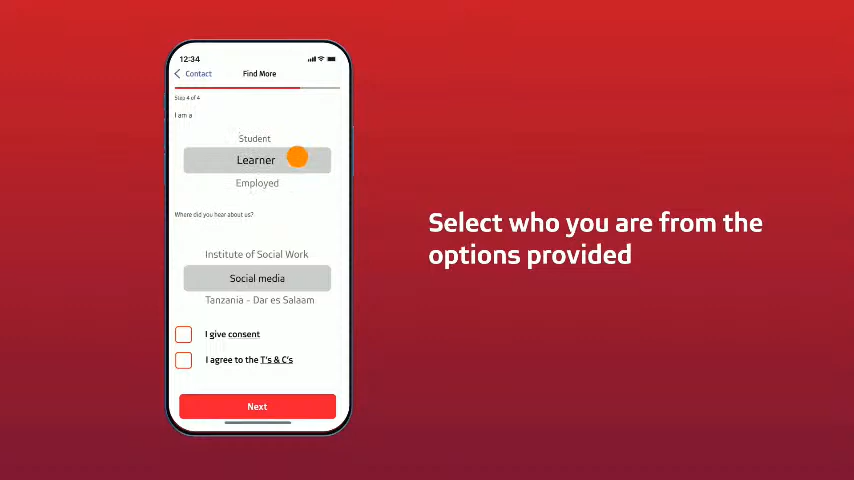 12:34
Contact
Find More
Step 4 of 4
I am a
Student
Learner
Employed
Where did you hear about us?
Institute of Social Work
Social media
Tanzania - Dar es Salaam
I give consent
I agree to the T's & C's
Next
Select who you are from the
options provided